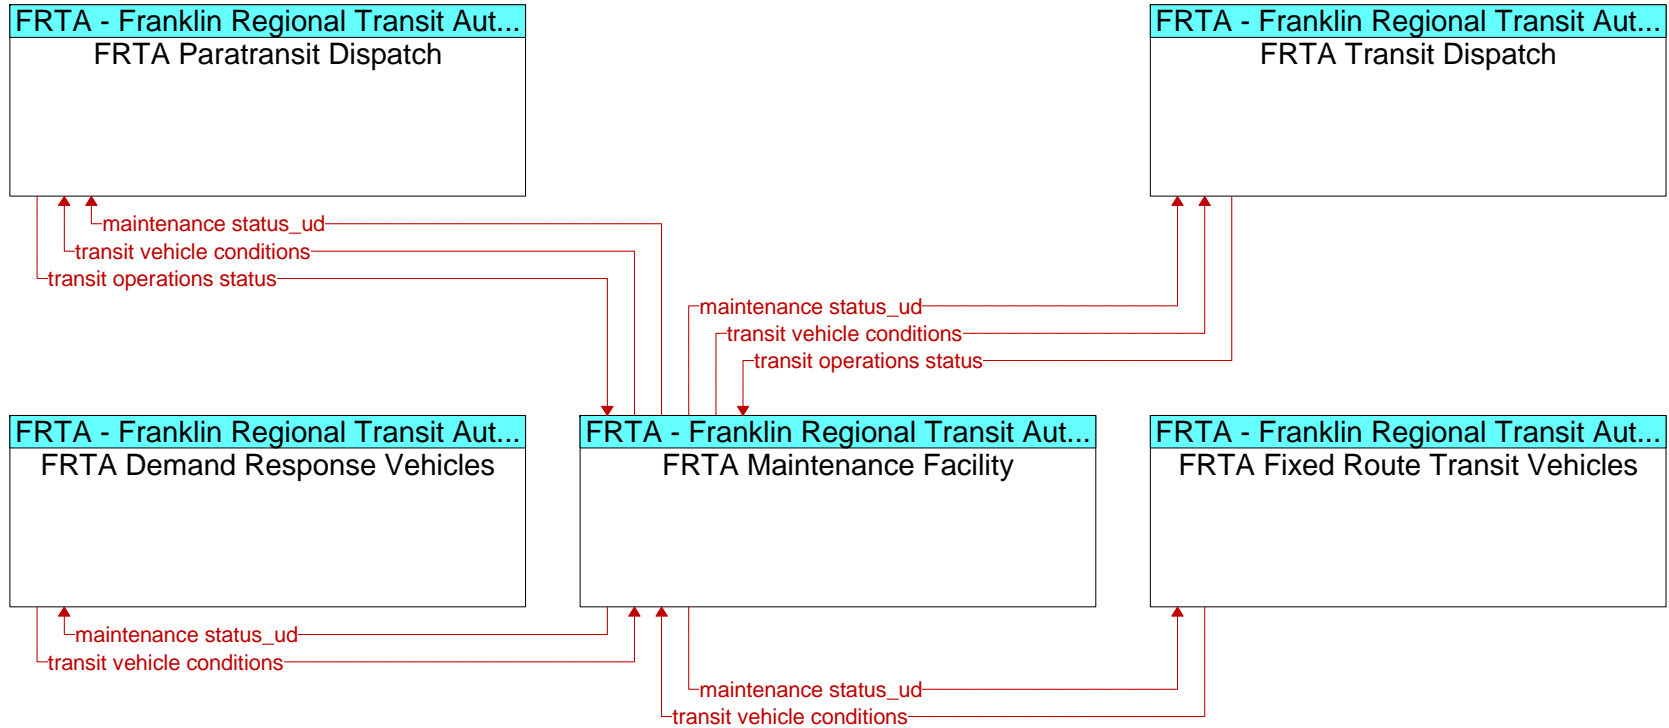 FRTA - Franklin Regional Transit Aut...
FRTA Paratransit Dispatch
FRTA - Franklin Regional Transit Aut...
FRTA Transit Dispatch
maintenance status_ud
transit vehicle conditions
transit operations status
maintenance status_ud
transit vehicle conditions
transit operations status
FRTA - Franklin Regional Transit Aut...
FRTA Demand Response Vehicles
FRTA - Franklin Regional Transit Aut...
FRTA Maintenance Facility
FRTA - Franklin Regional Transit Aut...
FRTA Fixed Route Transit Vehicles
maintenance status_ud
transit vehicle conditions
maintenance status_ud
transit vehicle conditions